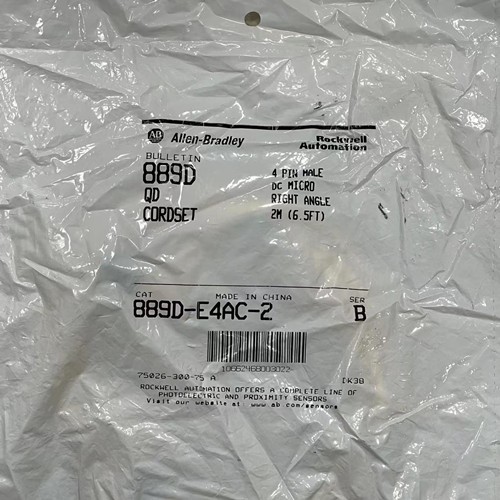 AB Allen-Bradley
Rockwell
Automation
BULLETIN
889D
QD
CORDSET
4 PIN MALE
DC MICRO
RIGHT ANGLE
2M (6.5FT)
CAT
MADE IN CHINA
SER
889D-E4AC-2
B
10662468003022
75026-300-75 A
DK3B
ROCKWELL AUTOMATION OFFERS A COMPLETE LINE OF
PHOTOELECTRIC AND PROXIMITY SENSORS
Visit our website at www.ab.com/sensors